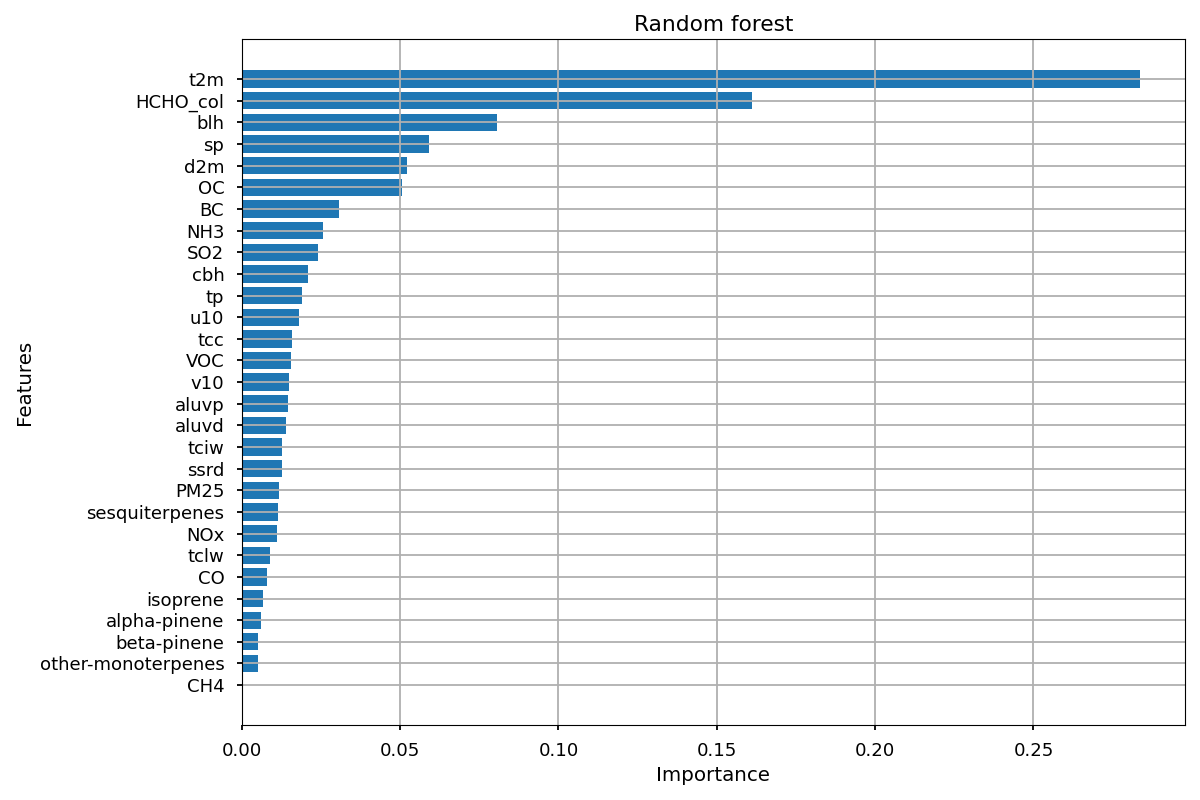 Random forest
t2m
HCHO_col
blh
sp
d2m
OC
BC
NH3
SO2
cbh
tp
u10
tcc
VOC
v10
aluvp
aluvd
tciw
ssrd
PM25
sesquiterpenes
NOx
tclw
CO
isoprene
alpha-pinene
beta-pinene
other-monoterpenes
CH4
Features
0.00 0.05 0.10 0.15 0.20 0.25
Importance